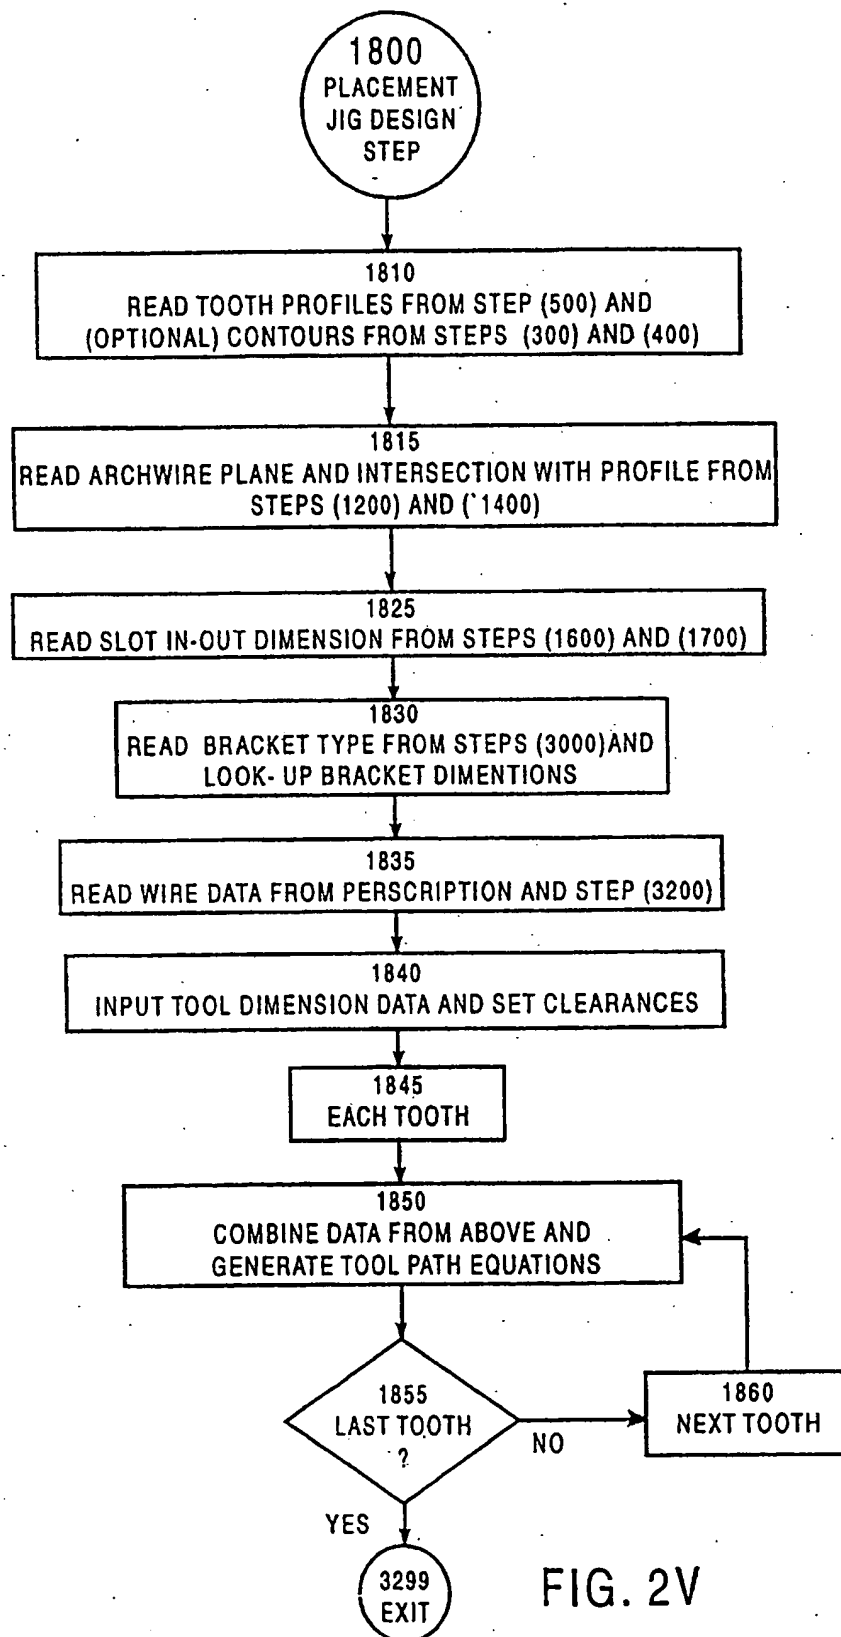 1800
PLACEMENT
JIG DESIGN
STEP
1810
READ TOOTH PROFILES FROM STEP (500) AND
(OPTIONAL) CONTOURS FROM STEPS (300) AND (400)
1815
READ ARCHWIRE PLANE AND INTERSECTION WITH PROFILE FROM
STEPS (1200) AND (1400)
1825
READ SLOT IN-OUT DIMENSION FROM STEPS (1600) AND (1700)
1830
READ BRACKET TYPE FROM STEPS (3000) AND
LOOK-UP BRACKET DIMENTIONS
1835
READ WIRE DATA FROM PERSCRIPTION AND STEP (3200)
1840
INPUT TOOL DIMENSION DATA AND SET CLEARANCES
1845
EACH TOOTH
1850
COMBINE DATA FROM ABOVE AND
GENERATE TOOL PATH EQUATIONS
1855
LAST TOOTH
?
NO
1860
NEXT TOOTH
YES
3299
EXIT
FIG. 2V